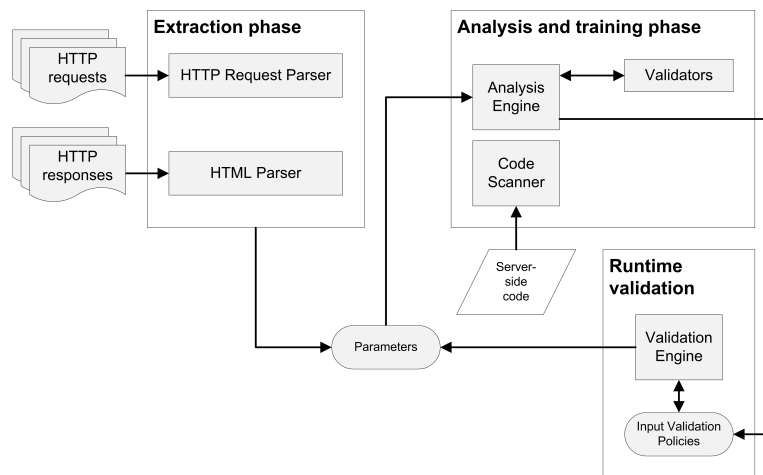 Extraction phase
HTTP
requests
HTTP Request Parser
HTTP
responses
HTML Parser
Analysis and training phase
Analysis
Engine
Validators
Code
Scanner
Server-
side
code
Parameters
Runtime
validation
Validation
Engine
Input Validation
Policies